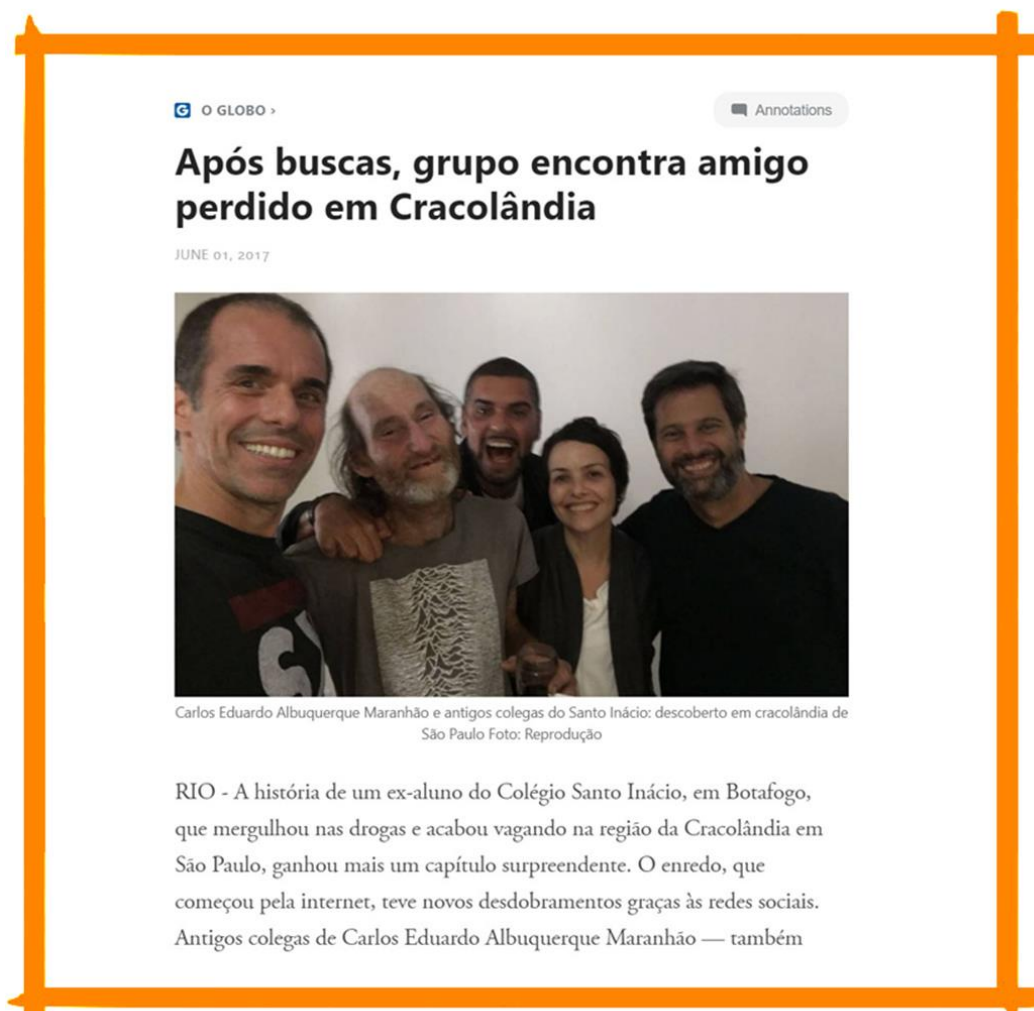 O GLOBO ›
Annotations
Após buscas, grupo encontra amigo
perdido em Cracolândia
JUNE 01, 2017
Carlos Eduardo Albuquerque Maranhão e antigos colegas do Santo Inácio: descoberto em cracolândia de
São Paulo Foto: Reprodução
RIO - A história de um ex-aluno do Colégio Santo Inácio, em Botafogo,
que mergulhou nas drogas e acabou vagando na região da Cracolândia em
São Paulo, ganhou mais um capítulo surpreendente. O enredo, que
começou pela internet, teve novos desdobramentos graças às redes sociais.
Antigos colegas de Carlos Eduardo Albuquerque Maranhão — também